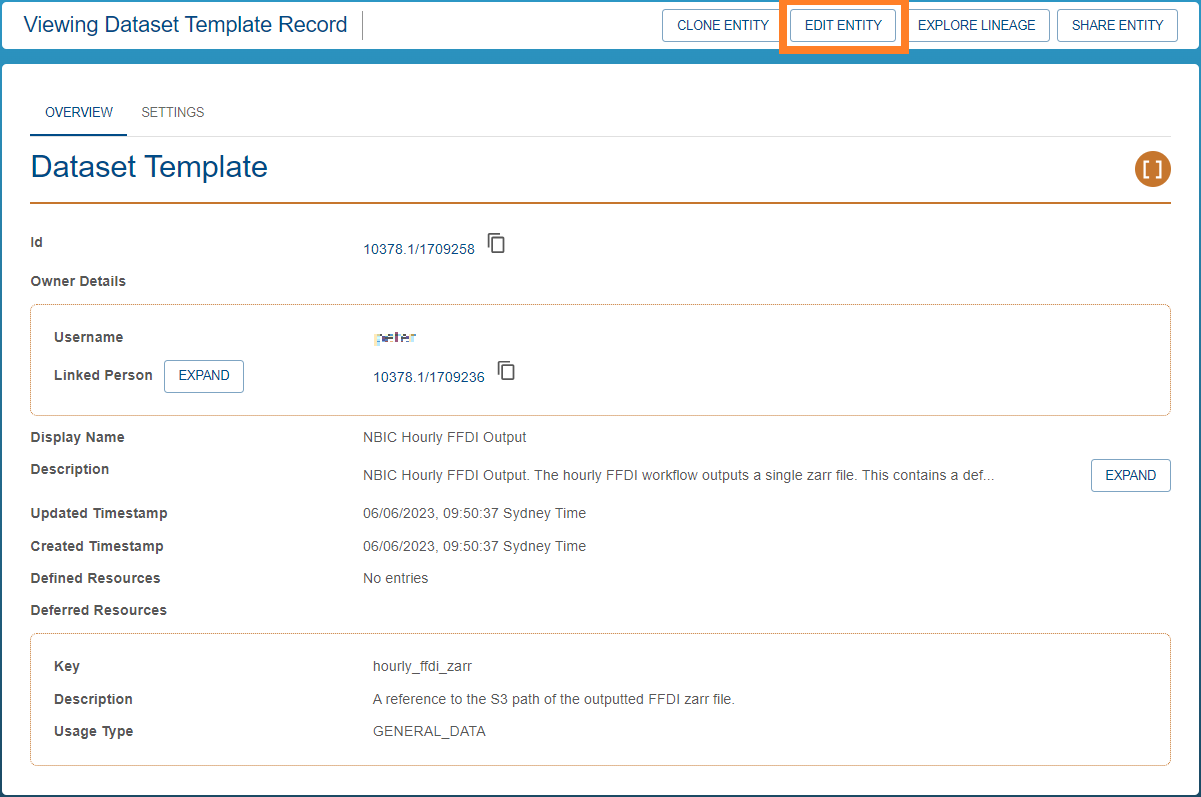 Viewing Dataset Template Record
CLONE ENTITY EDIT ENTITY EXPLORE LINEAGE SHARE ENTITY
OVERVIEW SETTINGS
Dataset Template
[ ]
Id 10378.1/1709258
Owner Details
Username
Linked Person EXPAND 10378.1/1709236
Display Name NBIC Hourly FFDI Output
Description NBIC Hourly FFDI Output. The hourly FFDI workflow outputs a single zarr file. This contains a def... EXPAND
Updated Timestamp 06/06/2023, 09:50:37 Sydney Time
Created Timestamp 06/06/2023, 09:50:37 Sydney Time
Defined Resources No entries
Deferred Resources
Key hourly_ffdi_zarr
Description A reference to the S3 path of the outputted FFDI zarr file.
Usage Type GENERAL_DATA